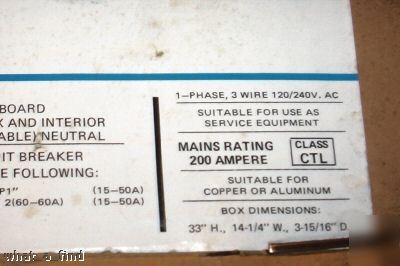 BOARD
X AND INTERIOR
ABLE) NEUTRAL
IT BREAKER
E FOLLOWING:
P1" (15-50A)
2(60-60A) (15-50A)
1-PHASE, 3 WIRE 120/240V. AC
SUITABLE FOR USE AS
SERVICE EQUIPMENT
MAINS RATING
200 AMPERE
CLASS
CTL
SUITABLE FOR
COPPER OR ALUMINUM
BOX DIMENSIONS:
33" H., 14-1/4" W., 3-15/16" D.
what a find